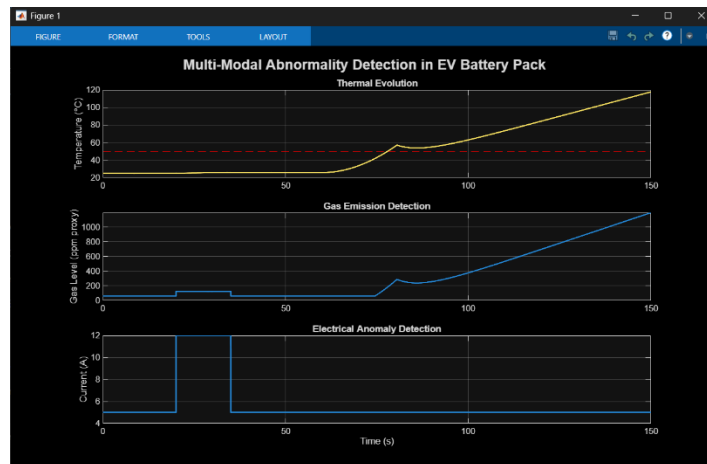 Figure 1
FIGURE FORMAT TOOLS LAYOUT
Multi-Modal Abnormality Detection in EV Battery Pack
Thermal Evolution
Temperature (°C)
120
100
80
60
40
20
0 50 100 150
Gas Emission Detection
Gas Level (ppm proxy)
1000
800
600
400
200
0
0 50 100 150
Electrical Anomaly Detection
Current (A)
12
10
8
6
4
0 50 100 150
Time (s)